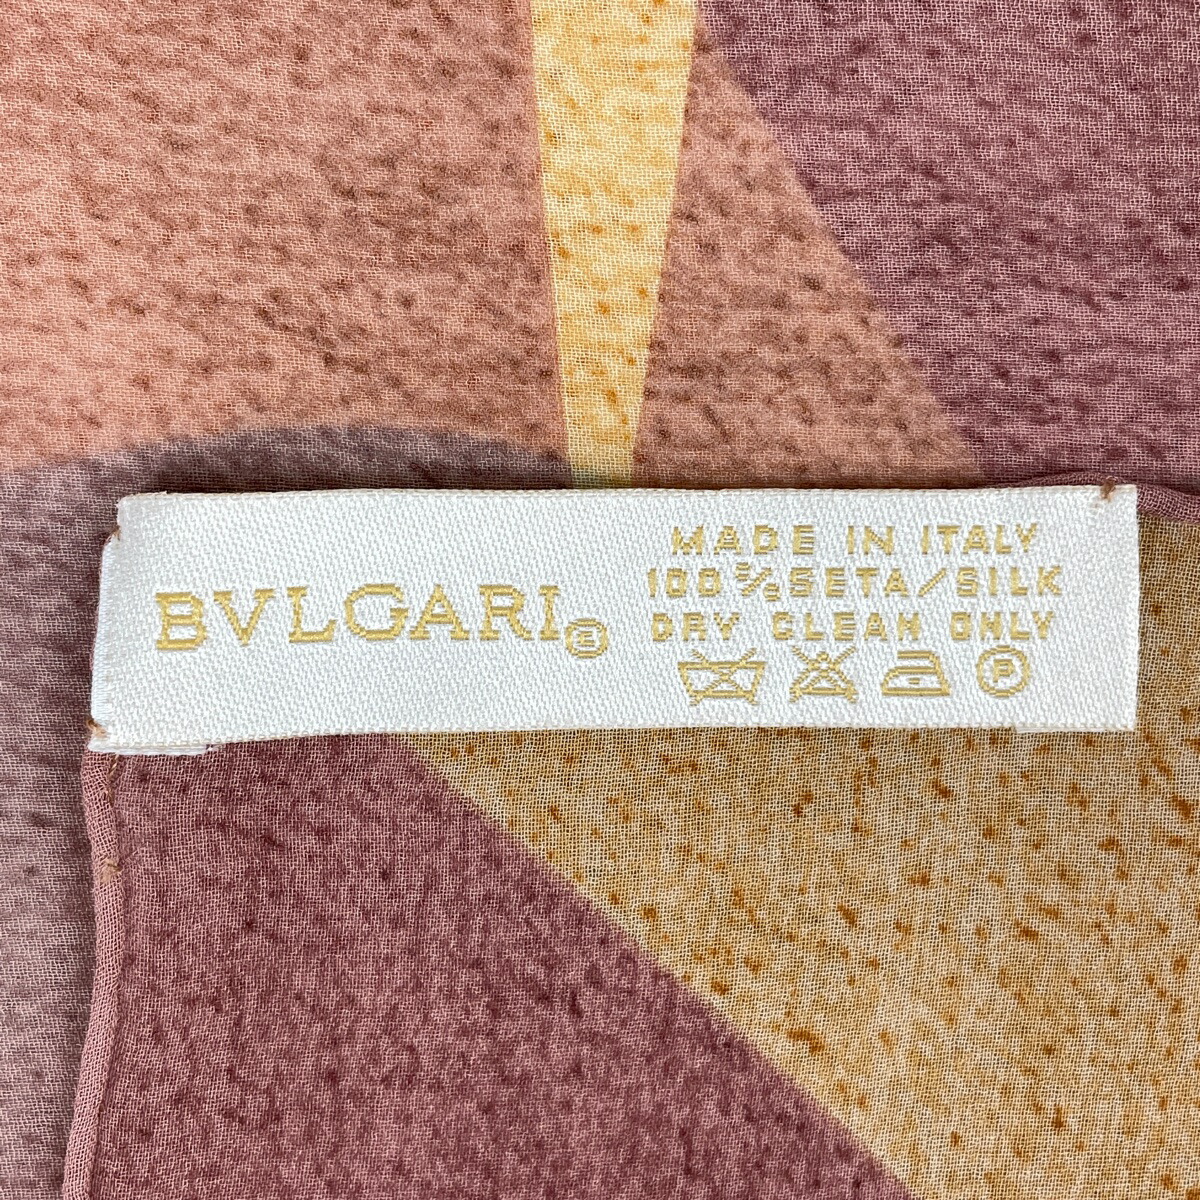 BVLGARI®
MADE IN ITALY
100% SETA/SILK
DRY CLEAN ONLY
P